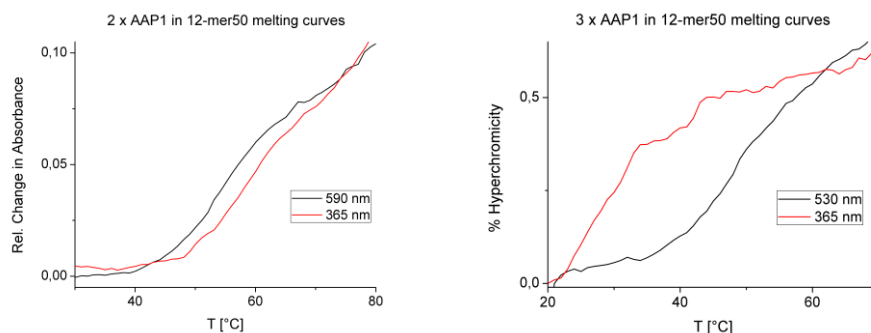 2 x AAP1 in 12-mer50 melting curves
0,10
0,05
0,00
Rel. Change in Absorbance
590 nm
365 nm
40
60
80
T [°C]
3 x AAP1 in 12-mer50 melting curves
0,5
0,0
% Hyperchromicity
530 nm
365 nm
20
40
60
T [°C]